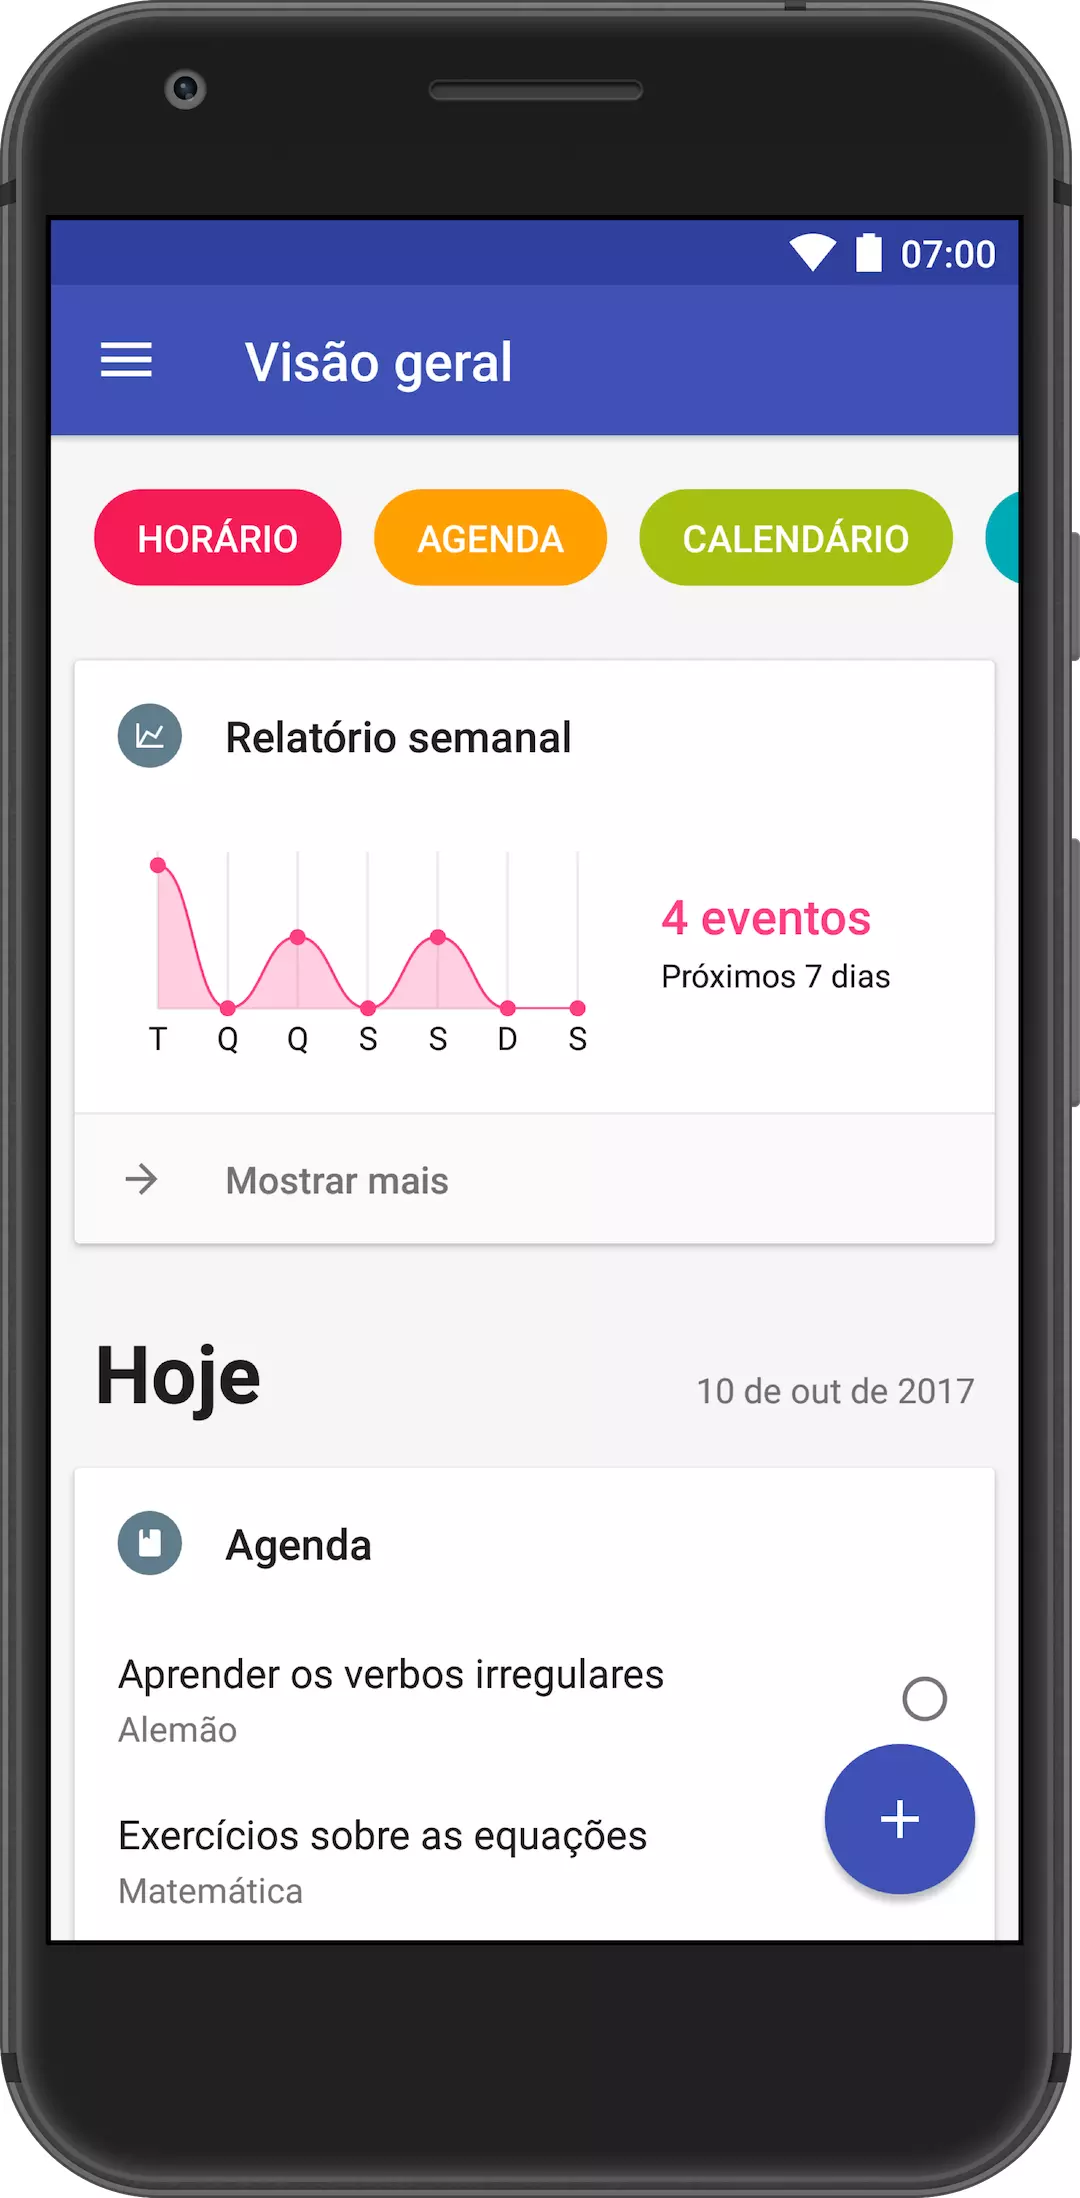 07:00
Visão geral
HORÁRIO AGENDA CALENDÁRIO
Relatório semanal
4 eventos
Próximos 7 dias
T Q Q S S D S
Mostrar mais
Hoje
10 de out de 2017
Agenda
Aprender os verbos irregulares
Alemão
Exercícios sobre as equações
Matemática